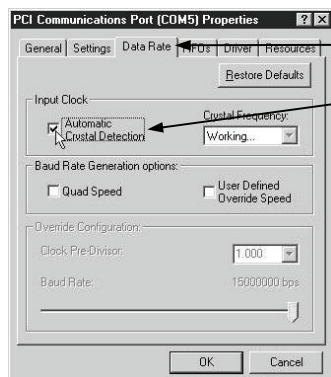 PCI Communications Port (COM5) Properties
General Settings Data Rate FIFOs Driver Resources
Restore Defaults
Input Clock
Automatic
Crystal Detection
Crystal Frequency:
Working...
Baud Rate Generation options:
Quad Speed
User Defined
Override Speed
Override Configuration:
Clock Pre-Divisor:
1.000
Baud Rate:
15000000 bps
OK Cancel